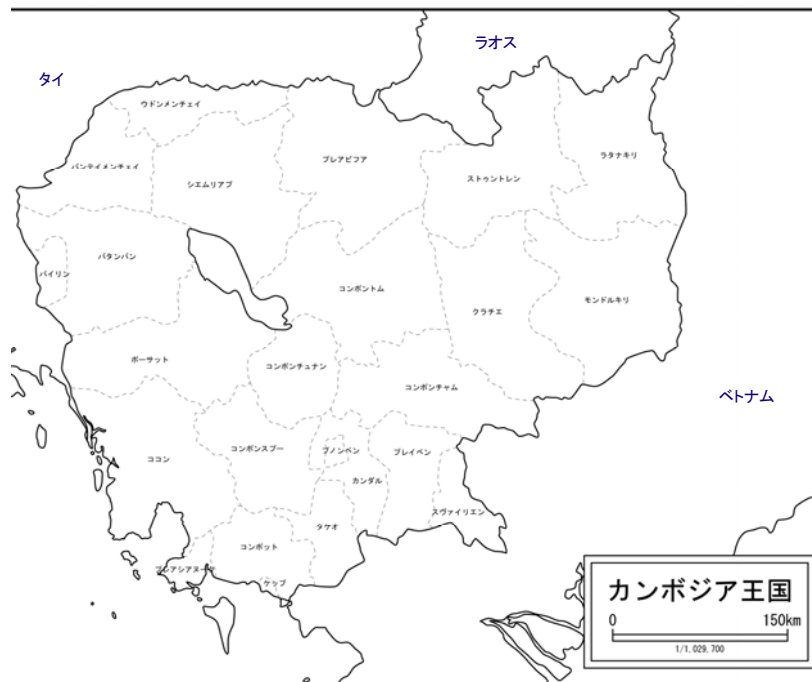 ラオス
タイ
ウドンメンチェイ
バンテイメンチェイ
プレアビフア
ラタナキリ
シエムリアプ
ストゥントレン
バタンバン
パイリン
コンポントム
モンドルキリ
クラチエ
ポーサット
コンポンチュナン
コンポンチャム
ベトナム
ココン
コンポンスプー
プノンペン
プレイベン
カンダル
スヴァイリエン
タケオ
コンポット
プレアシアヌーク
ケップ
カンボジア王国
0 150km
1/1,029,700